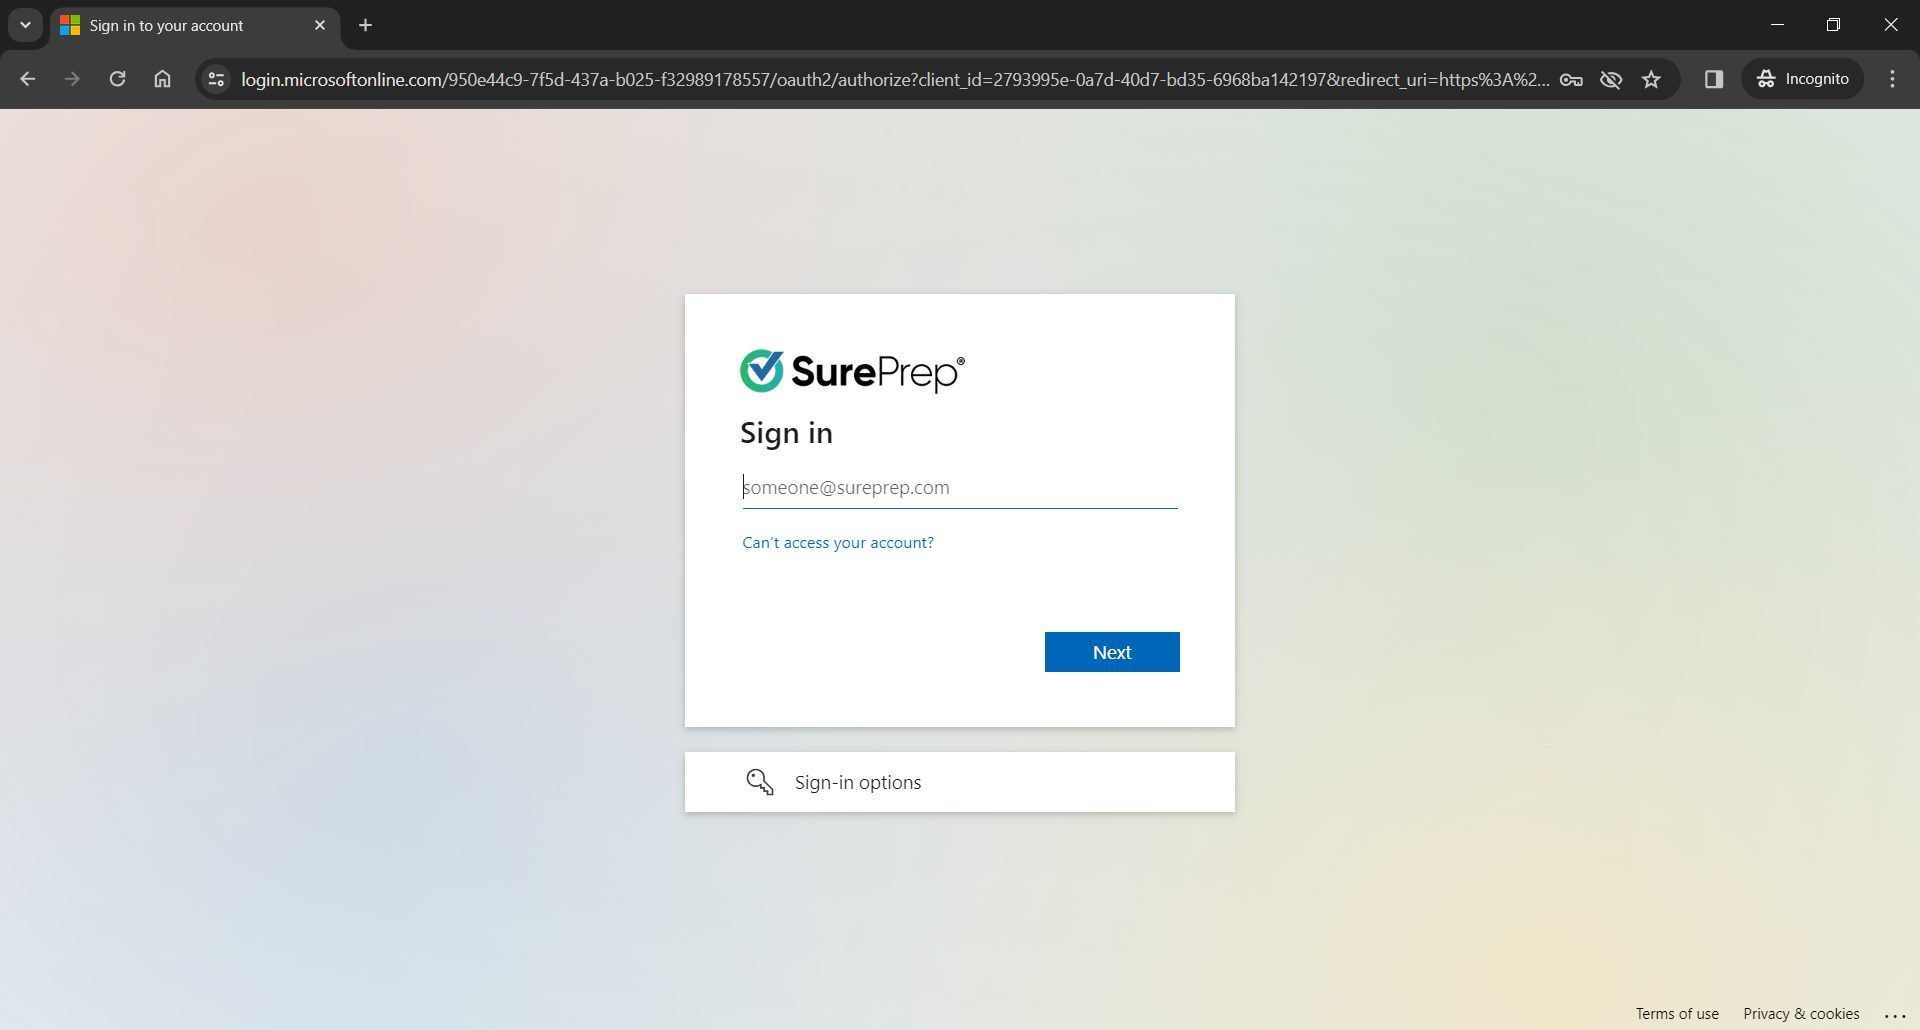 Sign in to your account
login.microsoftonline.com/950e44c9-7f5d-437a-b025-f32989178557/oauth2/authorize?client_id=2793995e-0a7d-40d7-bd35-6968ba142197&redirect_uri=https%3A%2...
Incognito
SurePrep®
Sign in
someone@sureprep.com
Can't access your account?
Next
Sign-in options
Terms of use
Privacy & cookies
...